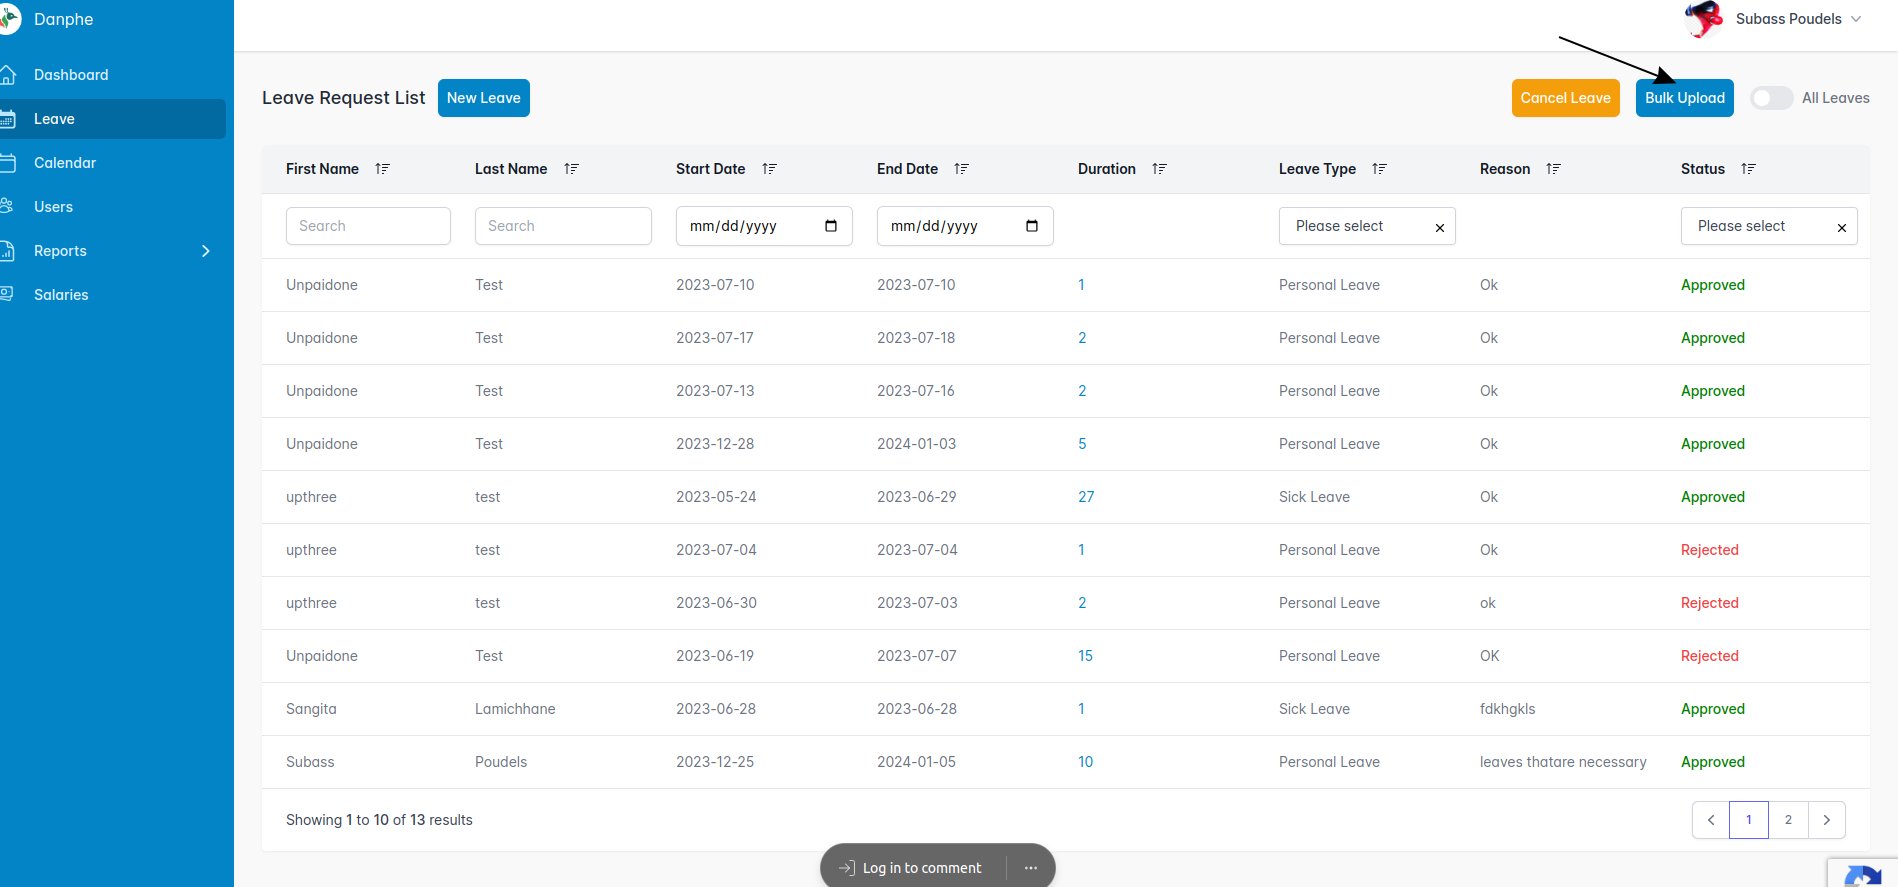 Danphe
Subass Poudels
Dashboard
Leave
Calendar
Users
Reports
Salaries
Leave Request List New Leave Cancel Leave Bulk Upload All Leaves
First Name Last Name Start Date End Date Duration Leave Type Reason Status
Search Search mm/dd/yyyy mm/dd/yyyy Please select × Please select ×
Unpaidone Test 2023-07-10 2023-07-10 1 Personal Leave Ok Approved
Unpaidone Test 2023-07-17 2023-07-18 2 Personal Leave Ok Approved
Unpaidone Test 2023-07-13 2023-07-16 2 Personal Leave Ok Approved
Unpaidone Test 2023-12-28 2024-01-03 5 Personal Leave Ok Approved
upthree test 2023-05-24 2023-06-29 27 Sick Leave Ok Approved
upthree test 2023-07-04 2023-07-04 1 Personal Leave Ok Rejected
upthree test 2023-06-30 2023-07-03 2 Personal Leave ok Rejected
Unpaidone Test 2023-06-19 2023-07-07 15 Personal Leave OK Rejected
Sangita Lamichhane 2023-06-28 2023-06-28 1 Sick Leave fdkhgkls Approved
Subass Poudels 2023-12-25 2024-01-05 10 Personal Leave leaves thatare necessary Approved
Showing 1 to 10 of 13 results 1 2
Log in to comment ...